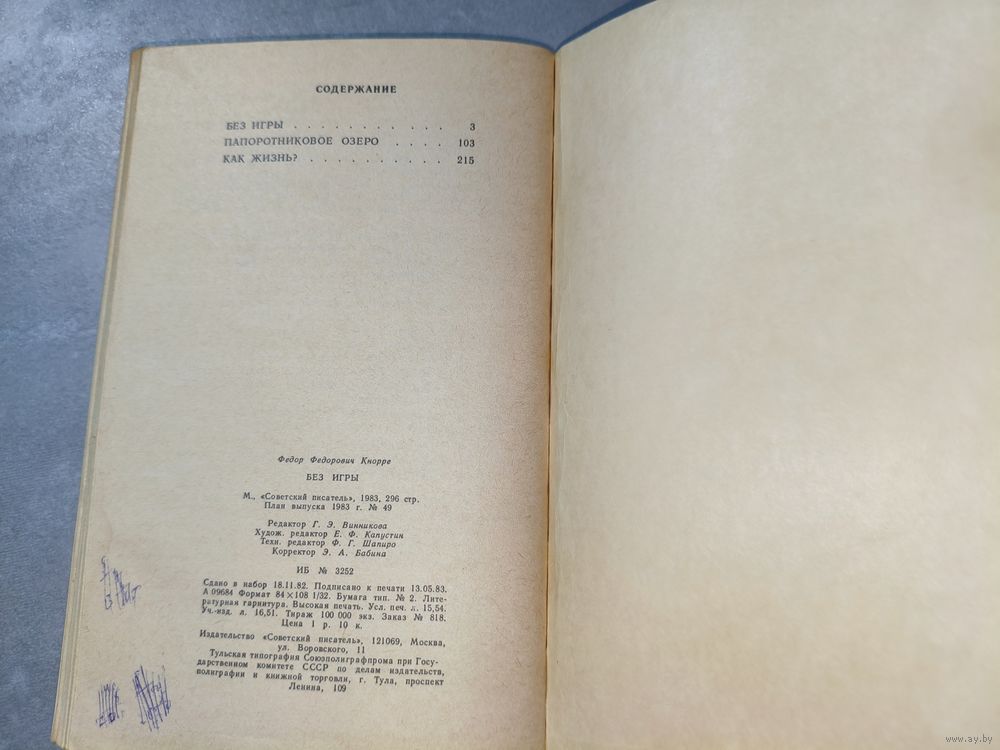 СОДЕРЖАНИЕ
БЕЗ ИГРЫ . . . . . . . . . . . 3
ПАПОРОТНИКОВОЕ ОЗЕРО . . . . 103
КАК ЖИЗНЬ? . . . . . . . . . . 215
Федор Федорович Кнорре
БЕЗ ИГРЫ
М., «Советский писатель», 1983, 296 стр.
План выпуска 1983 г. № 49
Редактор Г. Э. Винникова
Худож. редактор Е. Ф. Капустин
Техн. редактор Ф. Г. Шапиро
Корректор Э. А. Бабина
ИБ № 3252
Сдано в набор 18.11.82. Подписано к печати 13.05.83.
А 09684 Формат 84×108 1/32. Бумага тип. № 2. Лите-
ратурная гарнитура. Высокая печать. Усл. печ. л. 15,54.
Уч.-изд. л. 16,51. Тираж 100 000 экз. Заказ № 818.
Цена 1 р. 10 к.
Издательство «Советский писатель», 121069, Москва,
ул. Воровского, 11
Тульская типография Союзполиграфпрома при Госу-
дарственном комитете СССР по делам издательств,
полиграфии и книжной торговли, г. Тула, проспект
Ленина, 109
www.ay.by